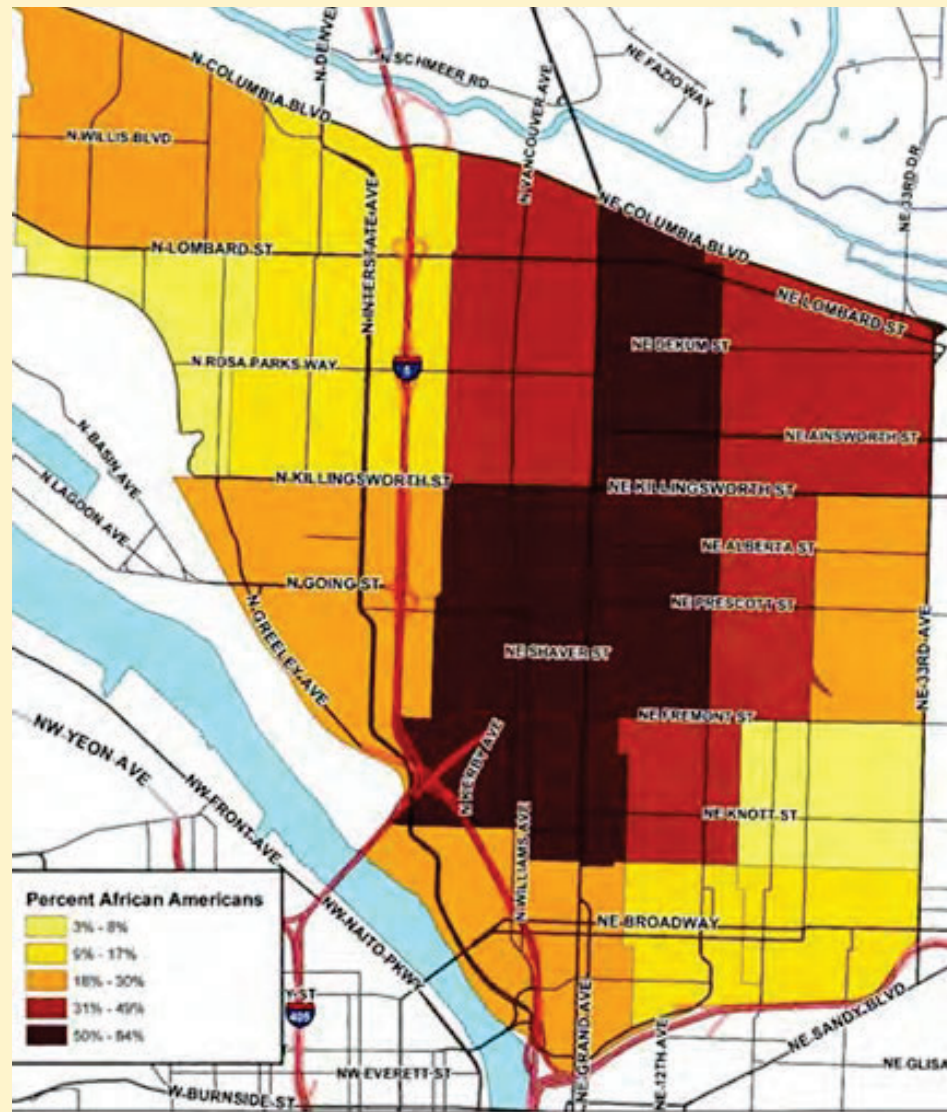 N DENVER
N SCHMEER RD
NE FAZIO WAY
N COLUMBIA BLVD
N VANCOUVER AVE
N WILLIS BLVD
NE 33RD DR
NE COLUMBIA BLVD
N INTERSTATE AVE
N LOMBARD ST
NE LOMBARD ST
NE DEKUM ST
N ROSA PARKS WAY
5
N BASIN AVE
NE AINSWORTH ST
N LAGOON AVE
N KILLINGSWORTH ST
NE KILLINGSWORTH ST
NE ALBERTA ST
N GOING ST
NE PRESCOTT ST
N GREELEY AVE
NE SHAVER ST
NE 33RD AVE
NE FREMONT ST
NW YEON AVE
NW FRONT AVE
N KERBY AVE
NE KNOTT ST
N WILLIAMS AVE
NE BROADWAY
NW NAITO PKWY
Percent African Americans
3% - 8%
9% - 17%
18% - 30%
31% - 49%
50% - 84%
Y ST
405
NE GRAND AVE
NE 12TH AVE
NE SANDY BLVD
NE GLISA
NW EVERETT ST
W BURNSIDE ST